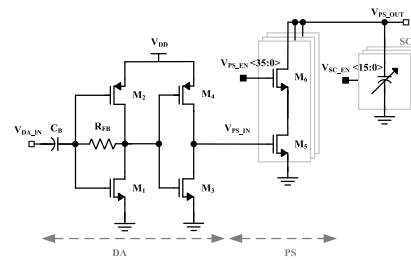 V_PS_OUT
SC
V_DD
V_PS_EN <35:0>
V_SC_EN <15:0>
M_2
M_4
M_6
V_DA_IN
C_B
R_FB
V_PS_IN
M_5
M_1
M_3
DA
PS